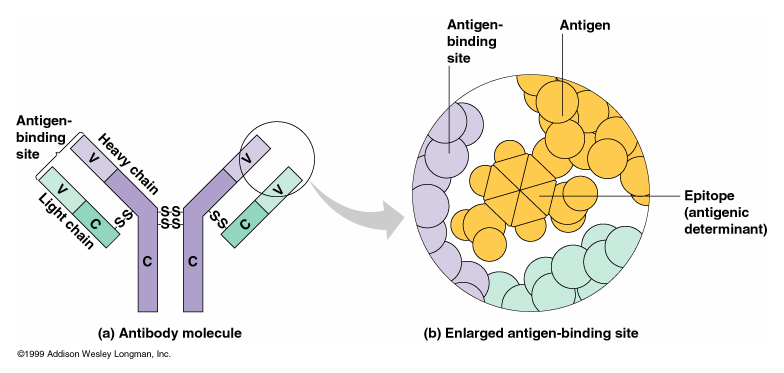 Antigen-
binding
site
V
Heavy chain
V
Light chain
C
SS
C
SS
SS
C
SS
V
V
C
(a) Antibody molecule
Antigen-
binding
site
Antigen
Epitope
(antigenic
determinant)
(b) Enlarged antigen-binding site
©1999 Addison Wesley Longman, Inc.